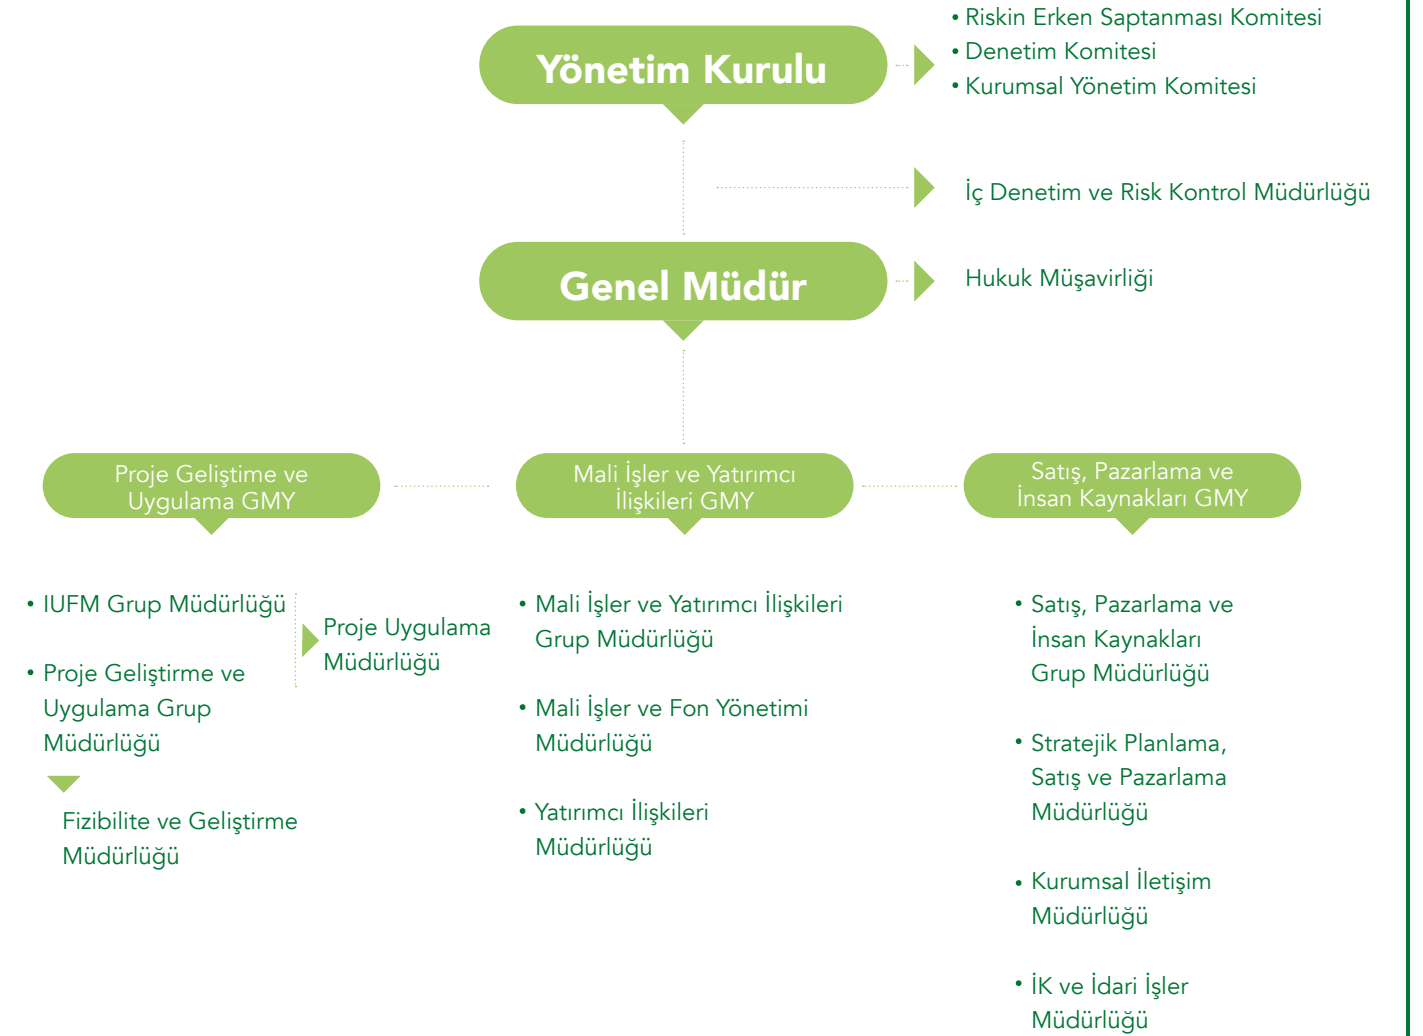 • Riskin Erken Saptanması Komitesi
• Denetim Komitesi
• Kurumsal Yönetim Komitesi
Yönetim Kurulu
İç Denetim ve Risk Kontrol Müdürlüğü
Genel Müdür
Hukuk Müşavirliği
Proje Geliştime ve
Uygulama GMY
Mali İşler ve Yatırımcı
İlişkileri GMY
Satış, Pazarlama ve
İnsan Kaynakları GMY
• IUFM Grup Müdürlüğü
• Proje Geliştirme ve
Uygulama Grup
Müdürlüğü
Proje Uygulama
Müdürlüğü
Fizibilite ve Geliştirme
Müdürlüğü
• Mali İşler ve Yatırımcı İlişkileri
Grup Müdürlüğü
• Mali İşler ve Fon Yönetimi
Müdürlüğü
• Yatırımcı İlişkileri
Müdürlüğü
• Satış, Pazarlama ve
İnsan Kaynakları
Grup Müdürlüğü
• Stratejik Planlama,
Satış ve Pazarlama
Müdürlüğü
• Kurumsal İletişim
Müdürlüğü
• İK ve İdari İşler
Müdürlüğü